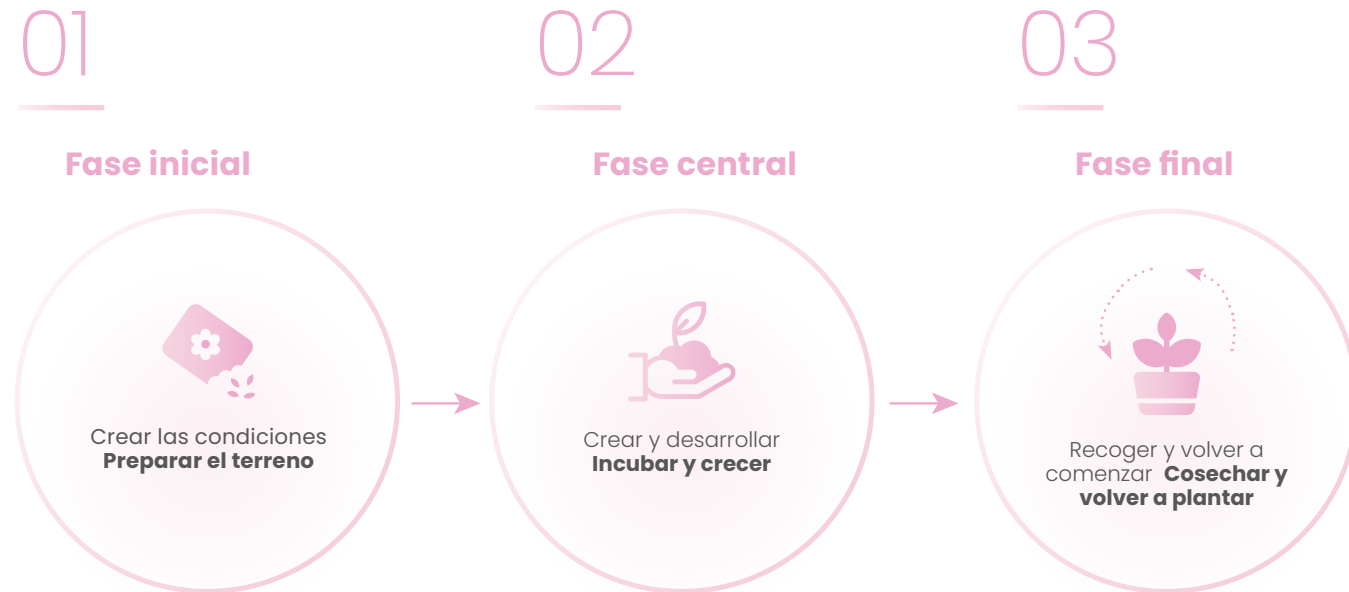 01
Fase inicial
Crear las condiciones
Preparar el terreno
02
Fase central
Crear y desarrollar
Incubar y crecer
03
Fase final
Recoger y volver a
comenzar Cosechar y
volver a plantar